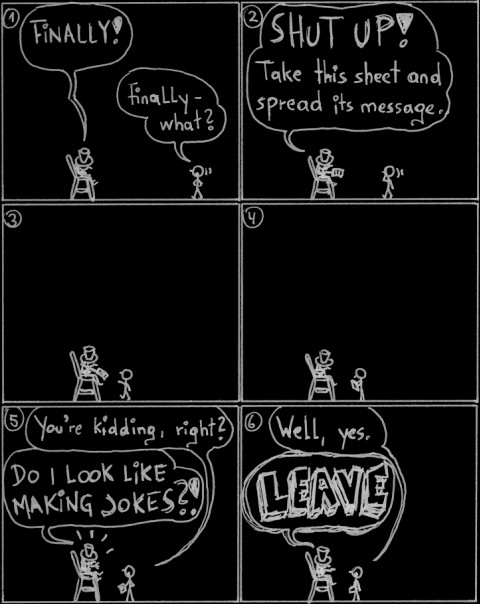 1
FiNALLY!
Finally -
what?
2
SHUT UP!
Take this sheet and
spread its message.
3
4
5
You're kidding, right?
DO I LOOK LiKE
MAKiNG JOKES?!
6
Well, yes.
LEAVE